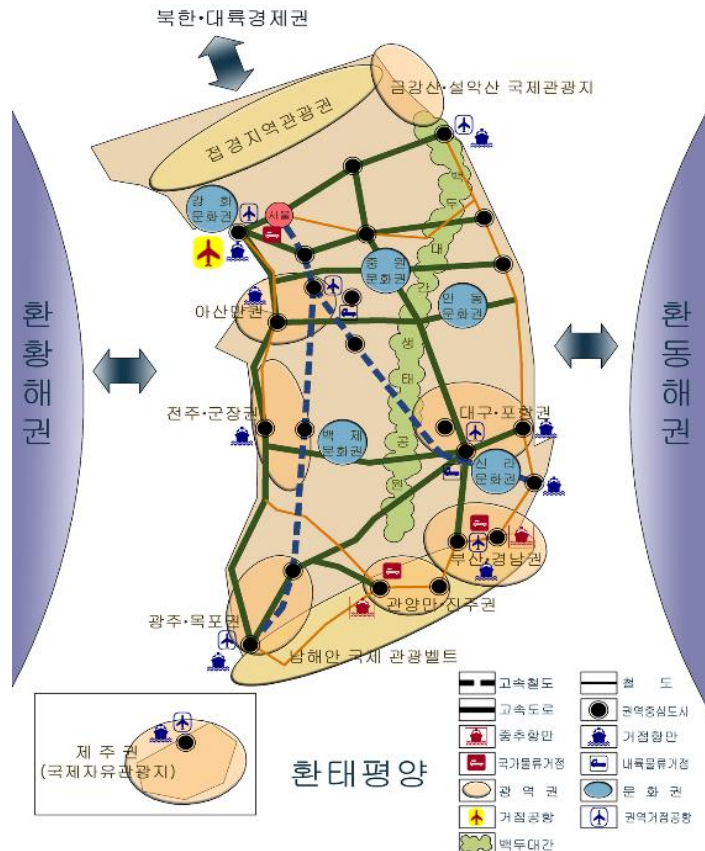 북한·대륙경제권
금강산·설악산 국제관광지
접경지역관광권
백두대간생태공원
강화
문화권
서울
중원
문화권
안동
문화권
아산만권
환황해권
환동해권
전주·군장권
백제
문화권
대구·포항권
신라
문화권
부산·경남권
광양만·진주권
광주·목포권
남해안 국제 관광벨트
제주권
(국제자유관광지)
환태평양
고속철도
철도
고속도로
권역중심도시
중추항만
거점항만
국가물류거점
내륙물류거점
광역권
문화권
거점공항
권역거점공항
백두대간